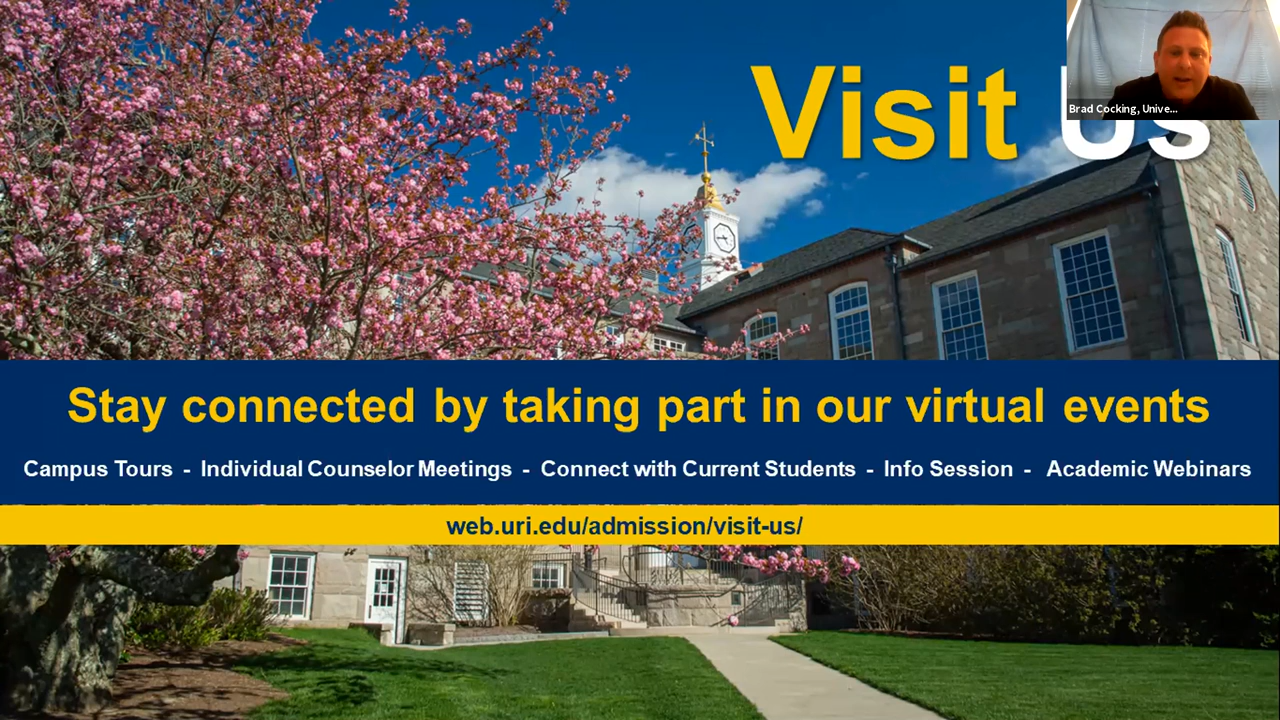 Visit Us
Brad Cocking, Unive...
Stay connected by taking part in our virtual events
Campus Tours - Individual Counselor Meetings - Connect with Current Students - Info Session - Academic Webinars
web.uri.edu/admission/visit-us/